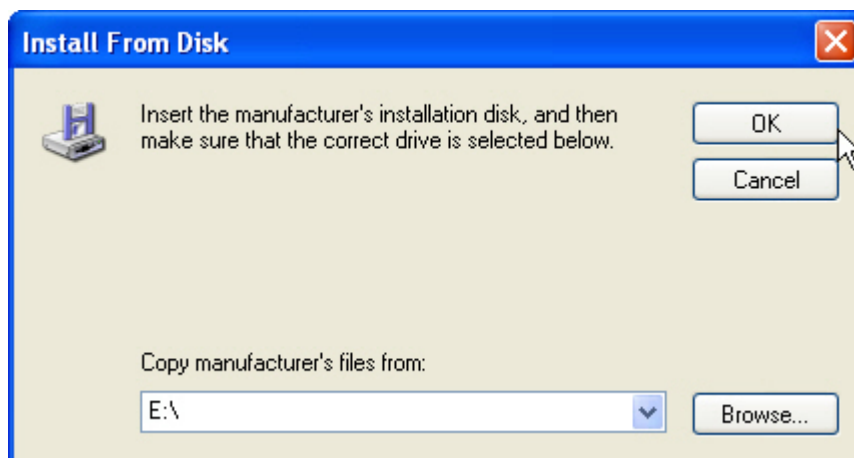 Install From Disk
Insert the manufacturer's installation disk, and then
make sure that the correct drive is selected below.
OK
Cancel
Copy manufacturer's files from:
E:\
Browse...